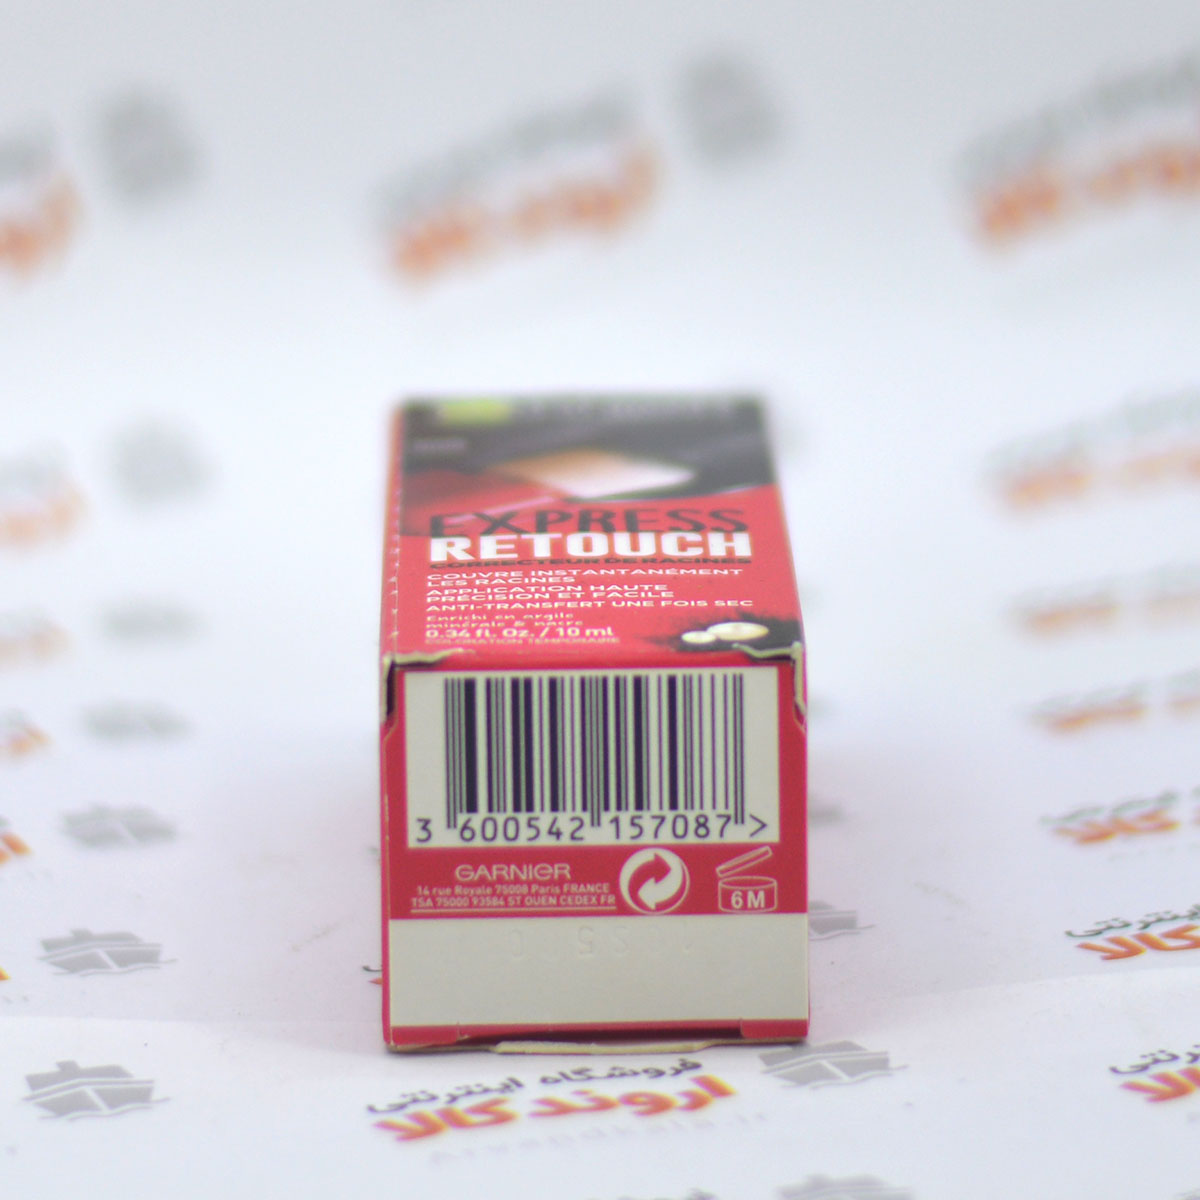 EXPRESS
RETOUCH
CORRECTEUR DE RACINES
COUVRE INSTANTANÉMENT
LES RACINES
APPLICATION HAUTE
PRÉCISION ET FACILE
ANTI-TRANSFERT UNE FOIS SEC
Enrichi en argile
minérale & nacre
0.34 fl. Oz. / 10 ml
COLORATION TEMPORAIRE
3 600542 157087 >
GARNIER
14 rue Royale 75008 Paris FRANCE
TSA 75000 93584 ST OUEN CEDEX FR
6M
فروشگاه اینترنتی
اروند کالا